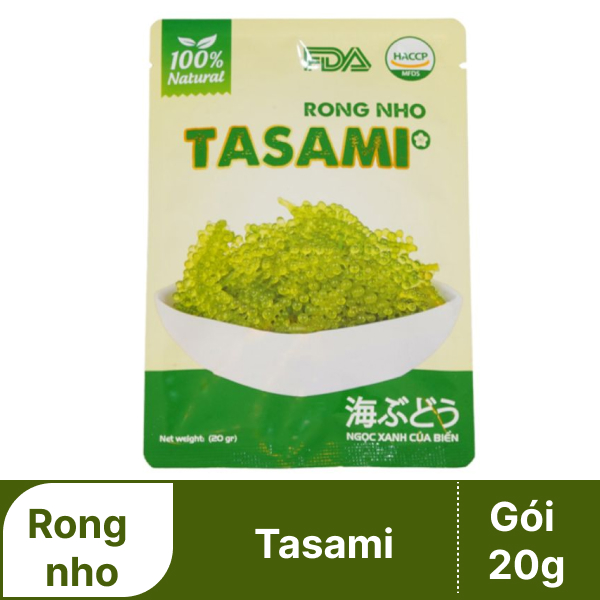 100%
Natural
FDA
HACCP
MFDS
RONG NHO
TASAMI
海ぶどう
NGỌC XANH CỦA BIỂN
Net weight: (20 gr)
Rong
nho
Tasami
Gói
20g